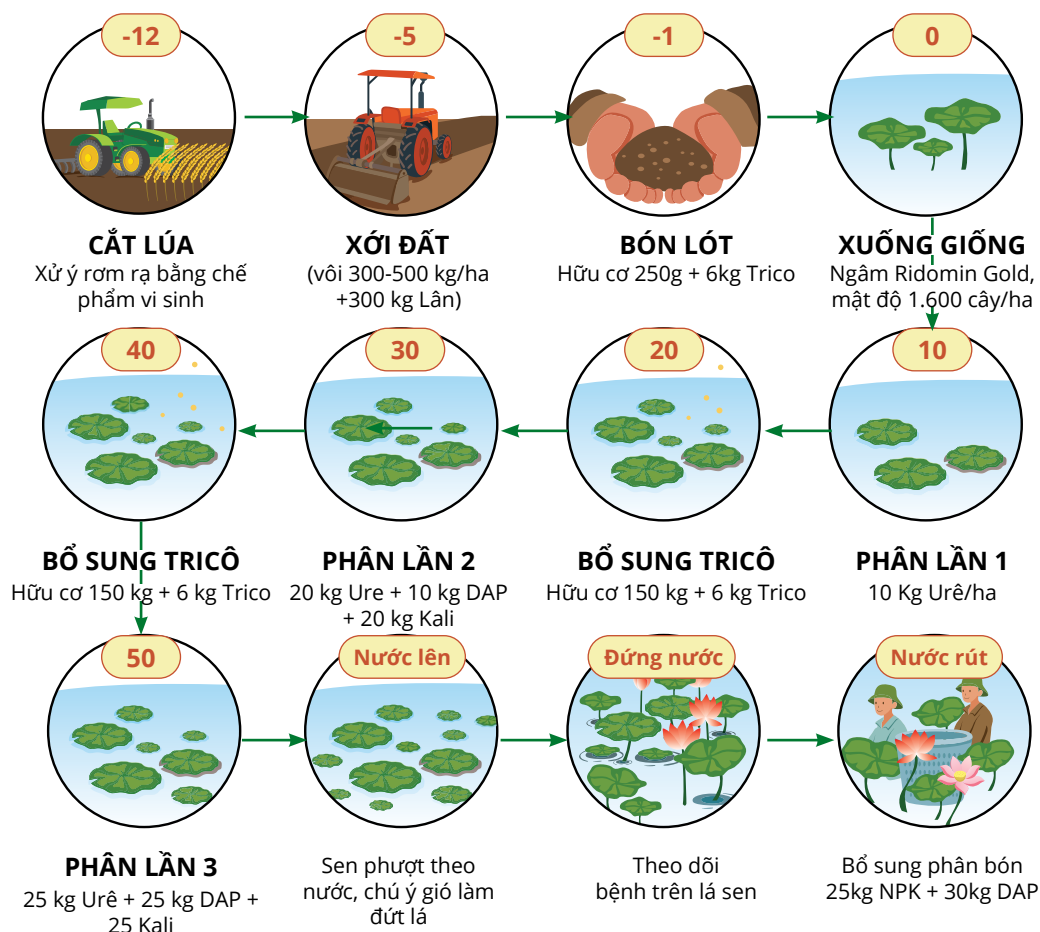 -12
CẮT LÚA
Xử ý rơm rạ bằng chế
phẩm vi sinh
-5
XỚI ĐẤT
(vôi 300-500 kg/ha
+300 kg Lân)
-1
BÓN LÓT
Hữu cơ 250g + 6kg Trico
0
XUỐNG GIỐNG
Ngâm Ridomin Gold,
mật độ 1.600 cây/ha
10
PHÂN LẦN 1
10 Kg Urê/ha
20
BỔ SUNG TRICÔ
Hữu cơ 150 kg + 6 kg Trico
30
PHÂN LẦN 2
20 kg Ure + 10 kg DAP
+ 20 kg Kali
40
BỔ SUNG TRICÔ
Hữu cơ 150 kg + 6 kg Trico
50
PHÂN LẦN 3
25 kg Urê + 25 kg DAP +
25 Kali
Nước lên
Sen phượt theo
nước, chú ý gió làm
đứt lá
Đứng nước
Theo dõi
bệnh trên lá sen
Nước rút
Bổ sung phân bón
25kg NPK + 30kg DAP